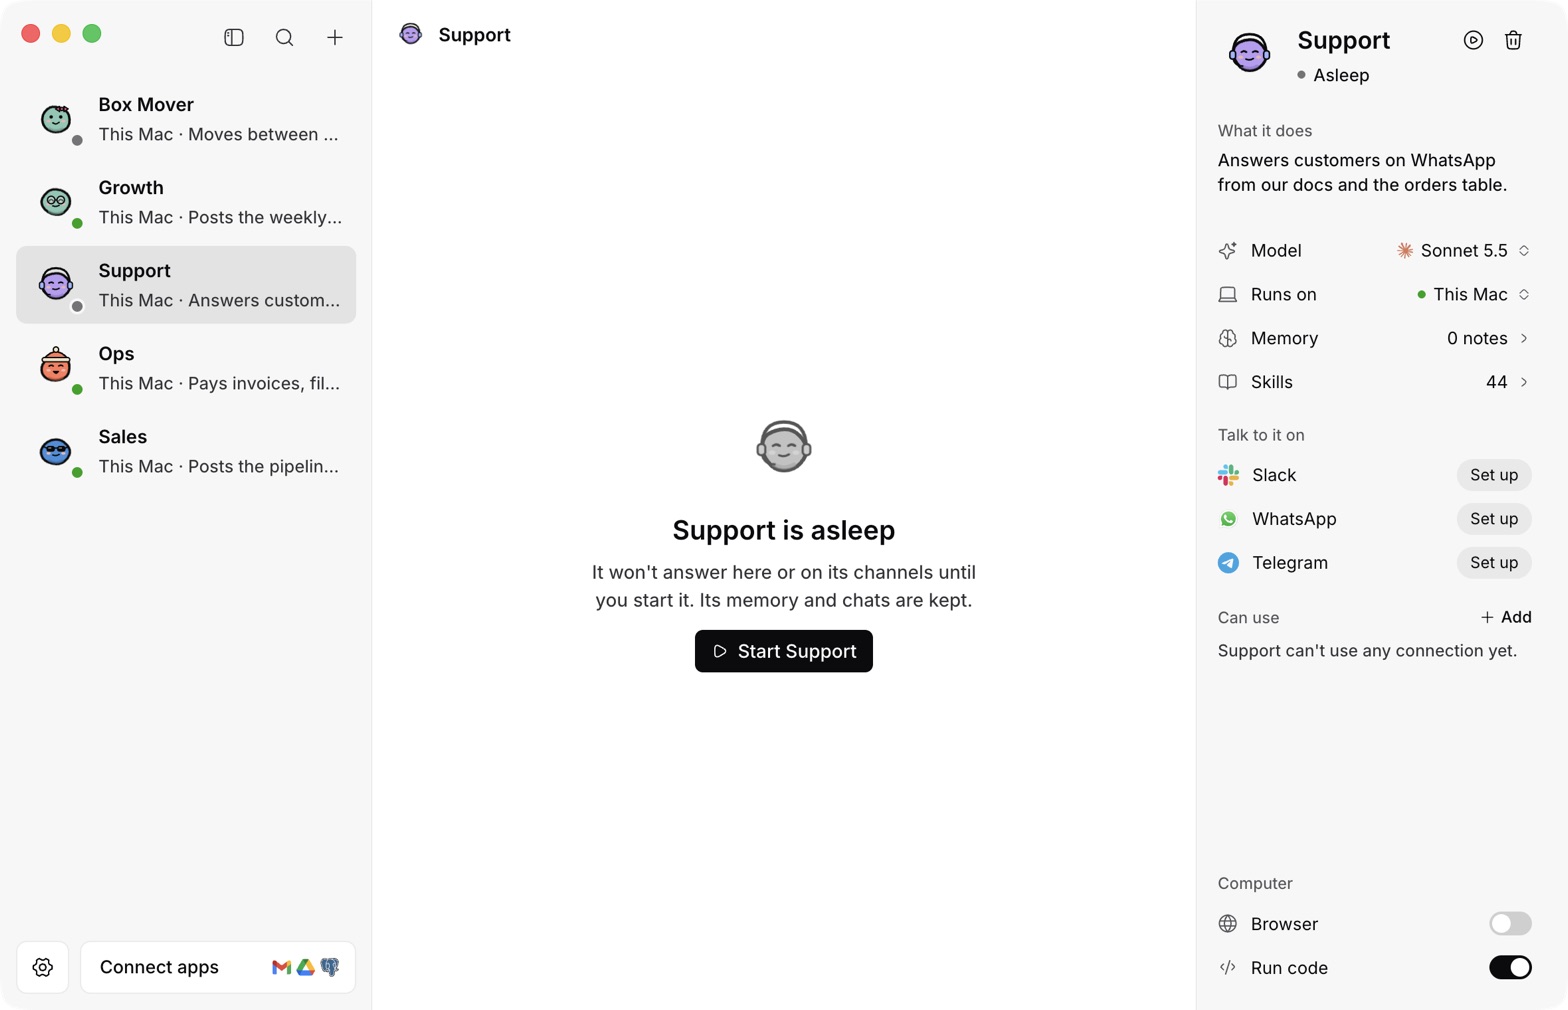 Box Mover
This Mac · Moves between ...
Growth
This Mac · Posts the weekly...
Support
This Mac · Answers custom...
Ops
This Mac · Pays invoices, fil...
Sales
This Mac · Posts the pipelin...
Connect apps
Support
Support is asleep
It won't answer here or on its channels until
you start it. Its memory and chats are kept.
Start Support
Support
Asleep
What it does
Answers customers on WhatsApp
from our docs and the orders table.
Model Sonnet 5.5
Runs on This Mac
Memory 0 notes
Skills 44
Talk to it on
Slack Set up
WhatsApp Set up
Telegram Set up
Can use + Add
Support can't use any connection yet.
Computer
Browser
Run code